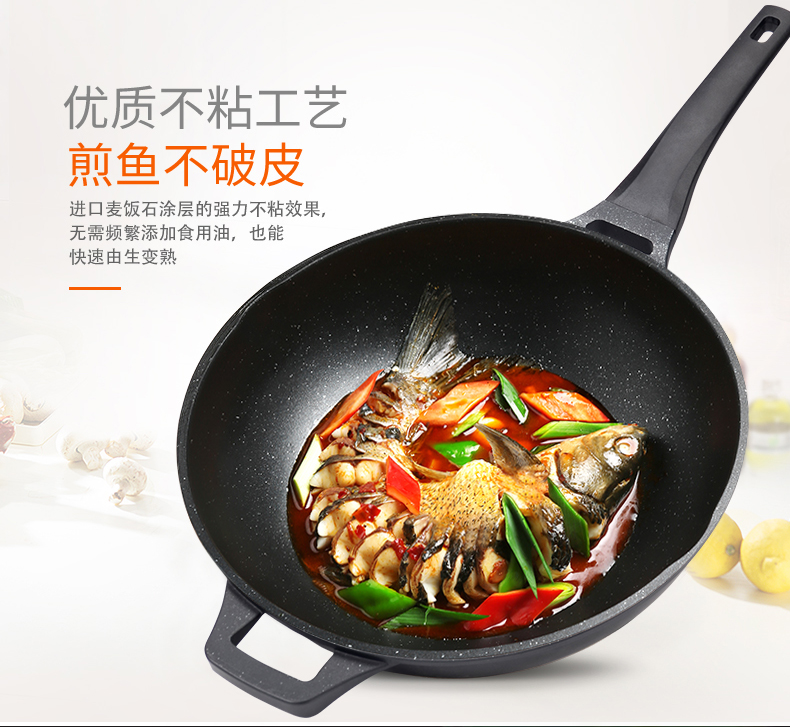 优质不粘工艺
煎鱼不破皮
进口麦饭石涂层的强力不粘效果，
无需频繁添加食用油，也能
快速由生变熟